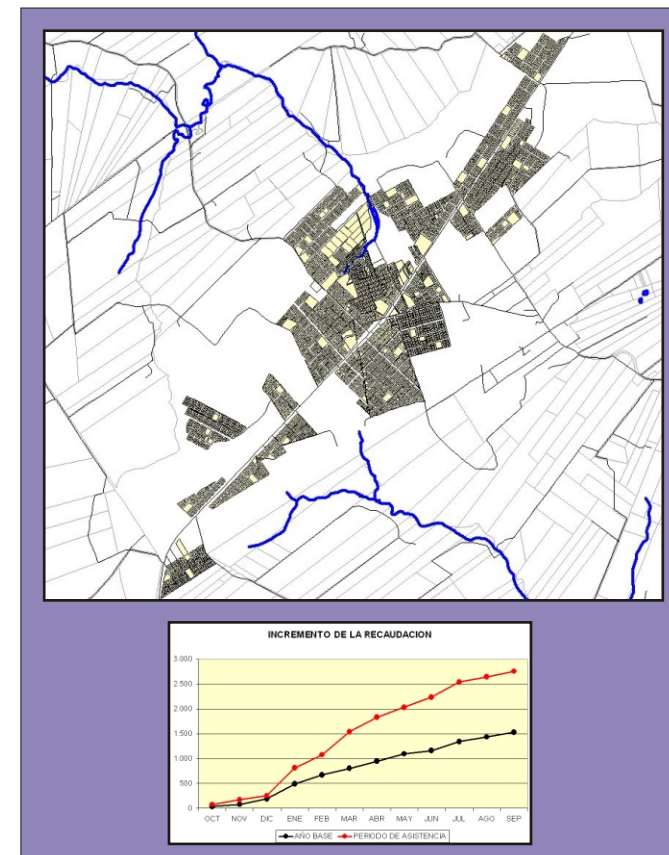 INCREMENTO DE LA RECAUDACION
3.000
2.500
2.000
1.500
1.000
500
0
OCT NOV DIC ENE FEB MAR ABR MAY JUN JUL AGO SEP
AÑO BASE PERIODO DE ASISTENCIA